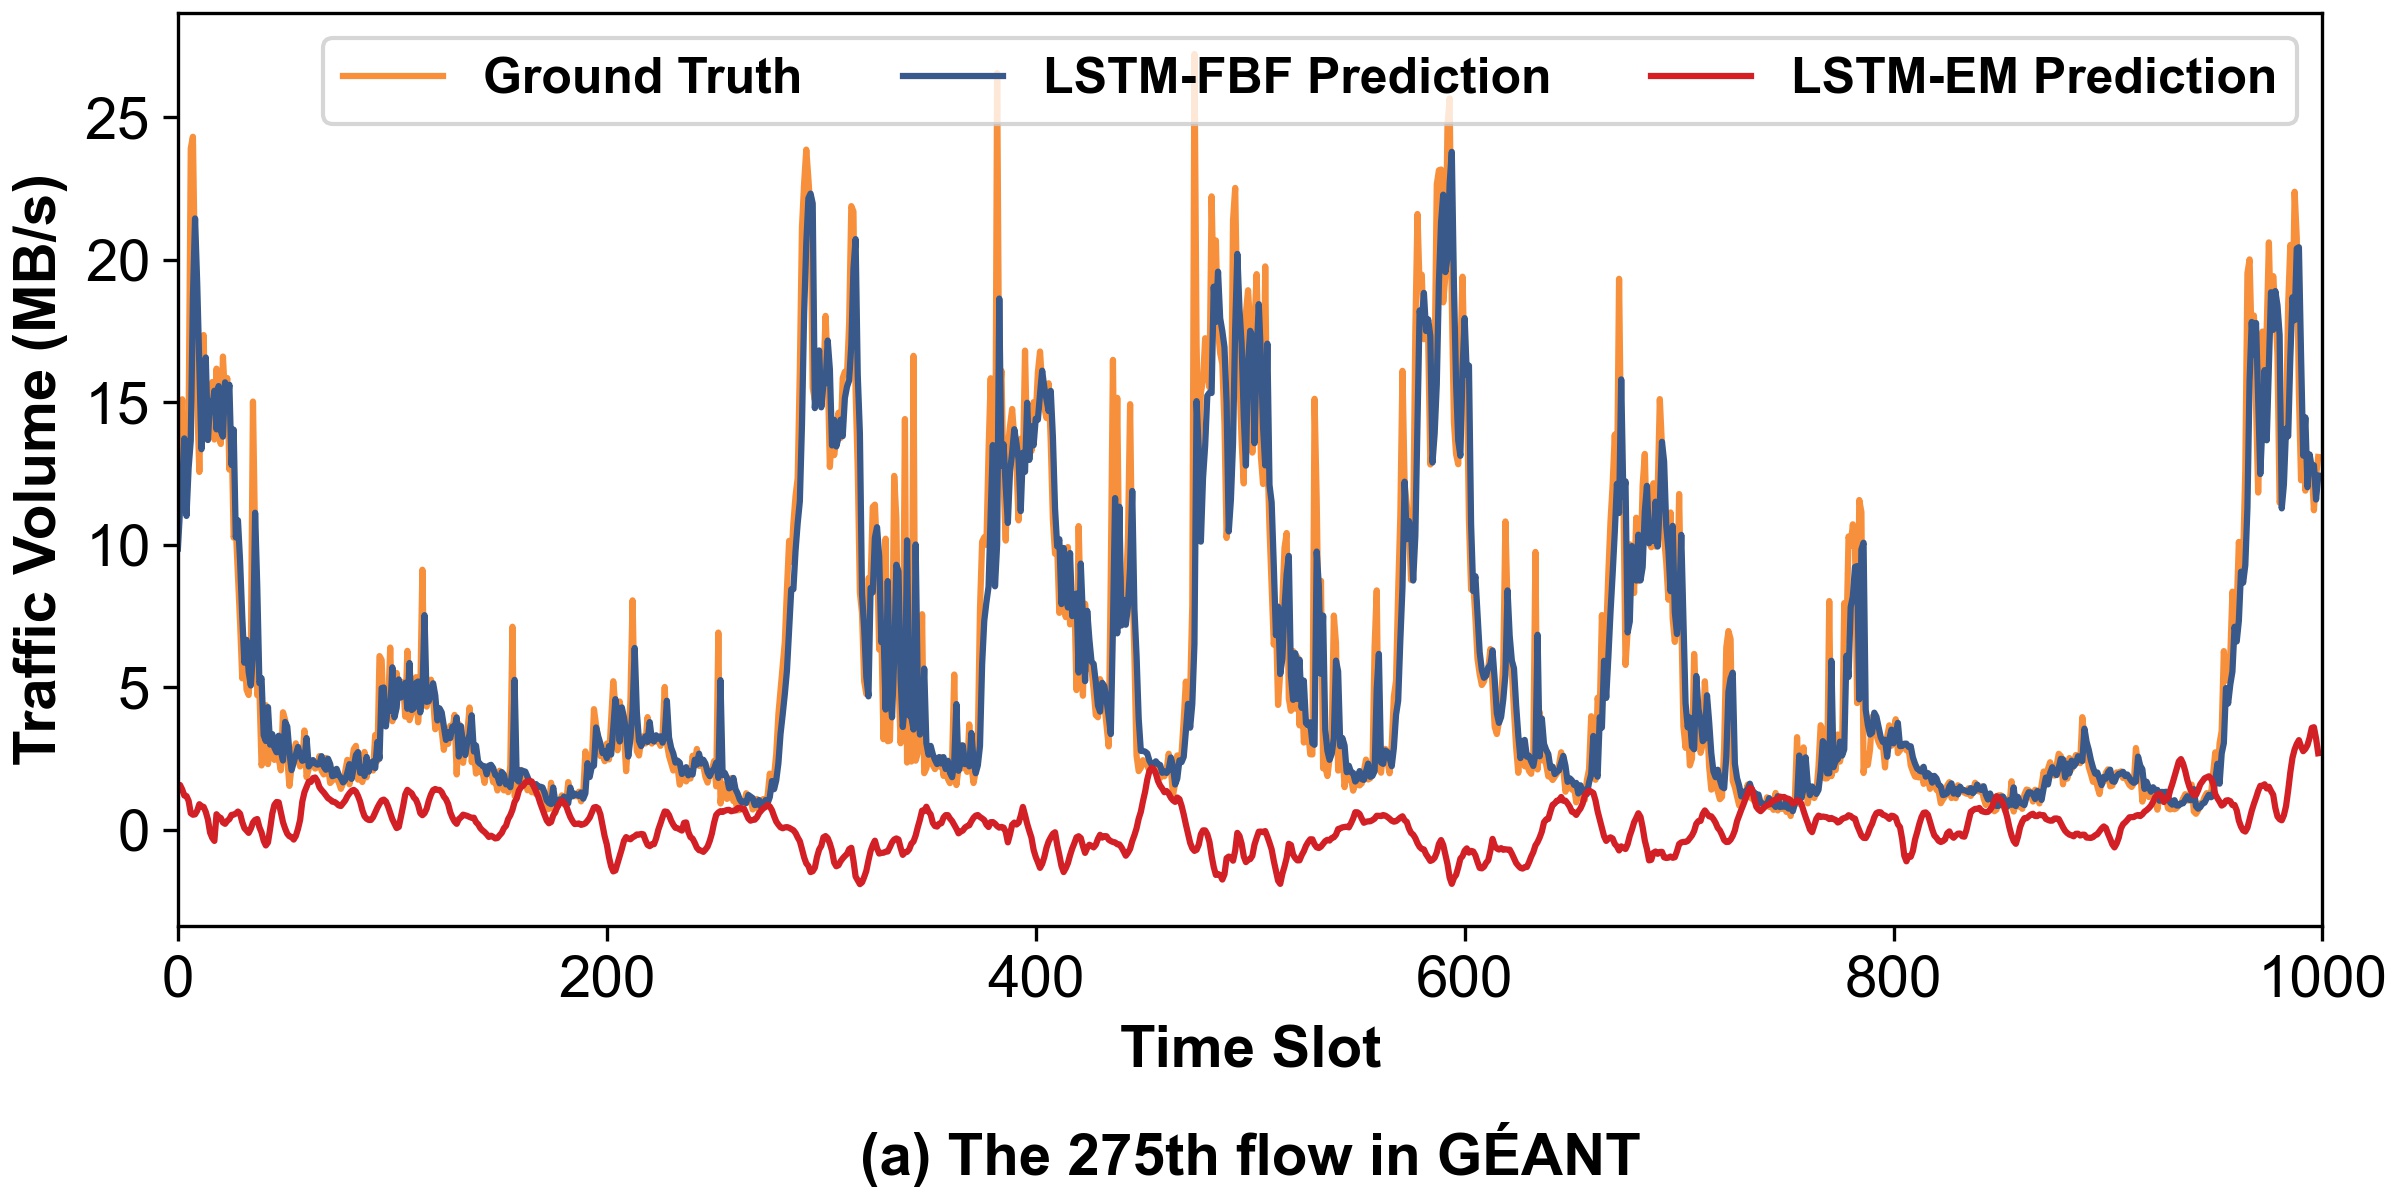 Ground Truth LSTM-FBF Prediction LSTM-EM Prediction
Traffic Volume (MB/s)
25
20
15
10
5
0
0 200 400 600 800 1000
Time Slot
(a) The 275th flow in GÉANT